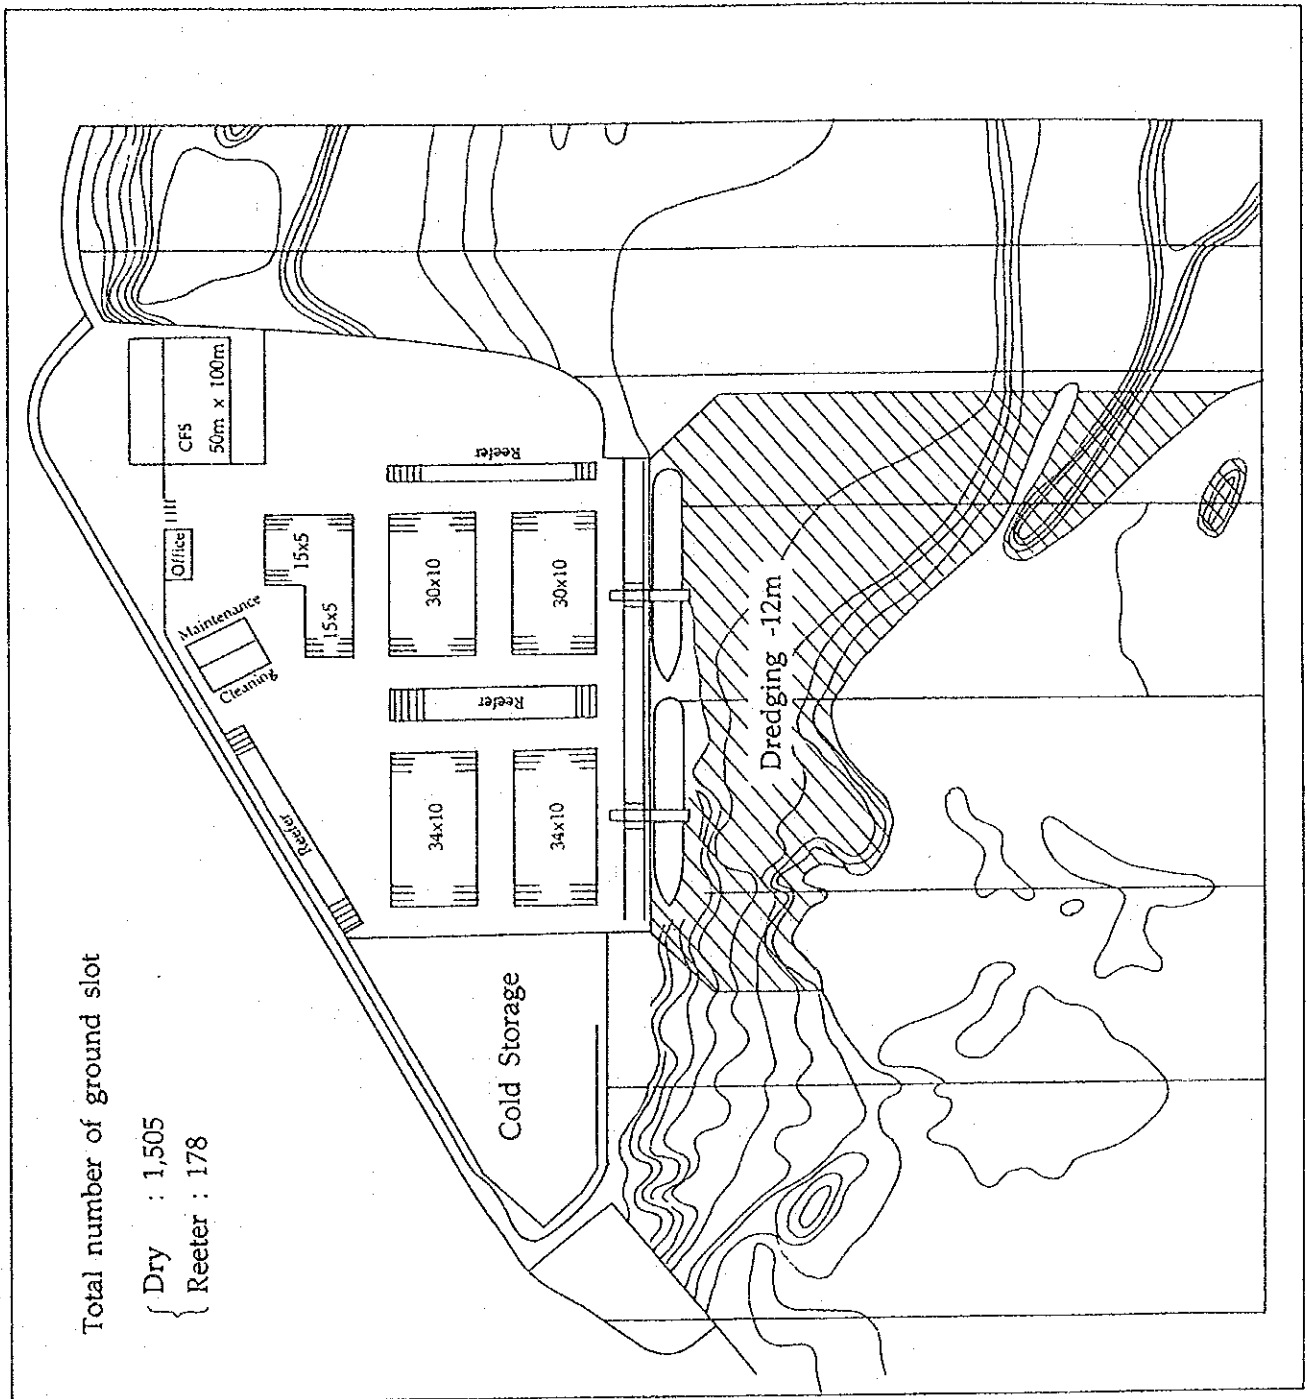 Total number of ground slot
Dry : 1,505
Reeter : 178
Cold Storage
Reefer
Cleaning
Maintenance
Office
CFS
50m x 100m
15x5
15x5
34x10
34x10
Reefer
30x10
30x10
Reefer
Dredging -12m